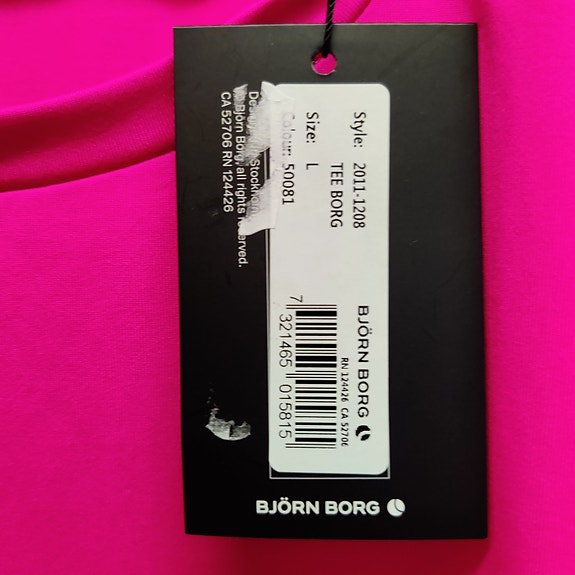 Style: 2011-1208
TEE BORG
Size: L
Colour: 50081
BJÖRN BORG
RN 124426 CA 52706
7 321465 015815
Stockholm
Björn Borg, all rights reserved.
CA 52706 RN 124426
BJÖRN BORG